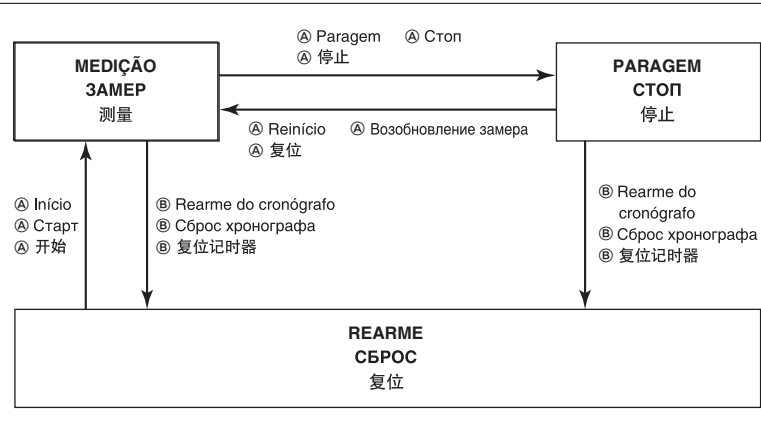 Ⓐ Paragem Ⓐ Стоп
Ⓐ 停止
MEDIÇÃO
ЗАМЕР
测量
PARAGEM
СТОП
停止
Ⓐ Reinício Ⓐ Возобновление замера
Ⓐ 复位
Ⓐ Início
Ⓐ Старт
Ⓐ 开始
Ⓑ Rearme do cronógrafo
Ⓑ Сброс хронографа
Ⓑ 复位记时器
Ⓑ Rearme do
cronógrafo
Ⓑ Сброс хронографа
Ⓑ 复位记时器
REARME
СБРОС
复位